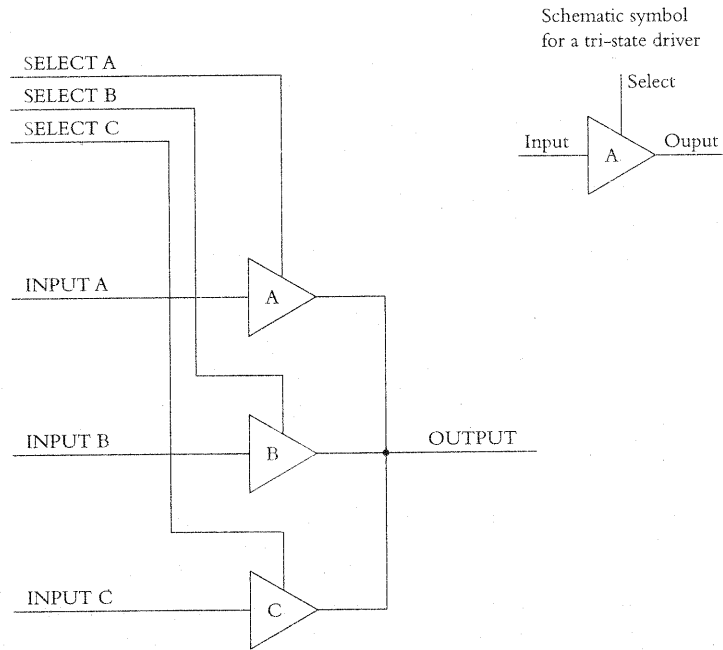 Schematic symbol
for a tri-state driver
SELECT A
SELECT B
SELECT C
Select
Input
A
Ouput
INPUT A
A
INPUT B
B
OUTPUT
INPUT C
C